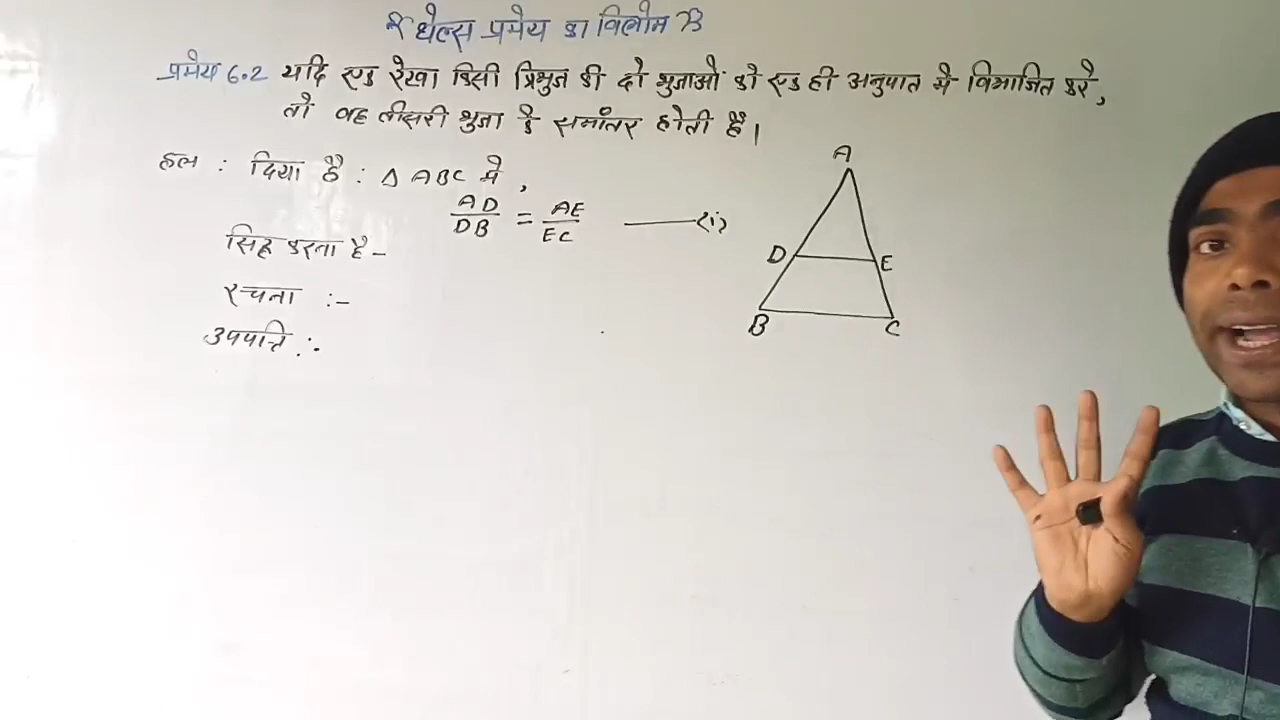 थेल्स प्रमेय का विलोम
प्रमेय 6.2 यदि एक रेखा किसी त्रिभुज की दो भुजाओं को एक ही अनुपात में विभाजित करे,
तो वह तीसरी भुजा के समांतर होती है।
हल : दिया है : Δ ABC में,
AD/DB = AE/EC ——(i)
सिद्ध करना है –
रचना :–
उपपत्ति :-
A
D
E
B
C